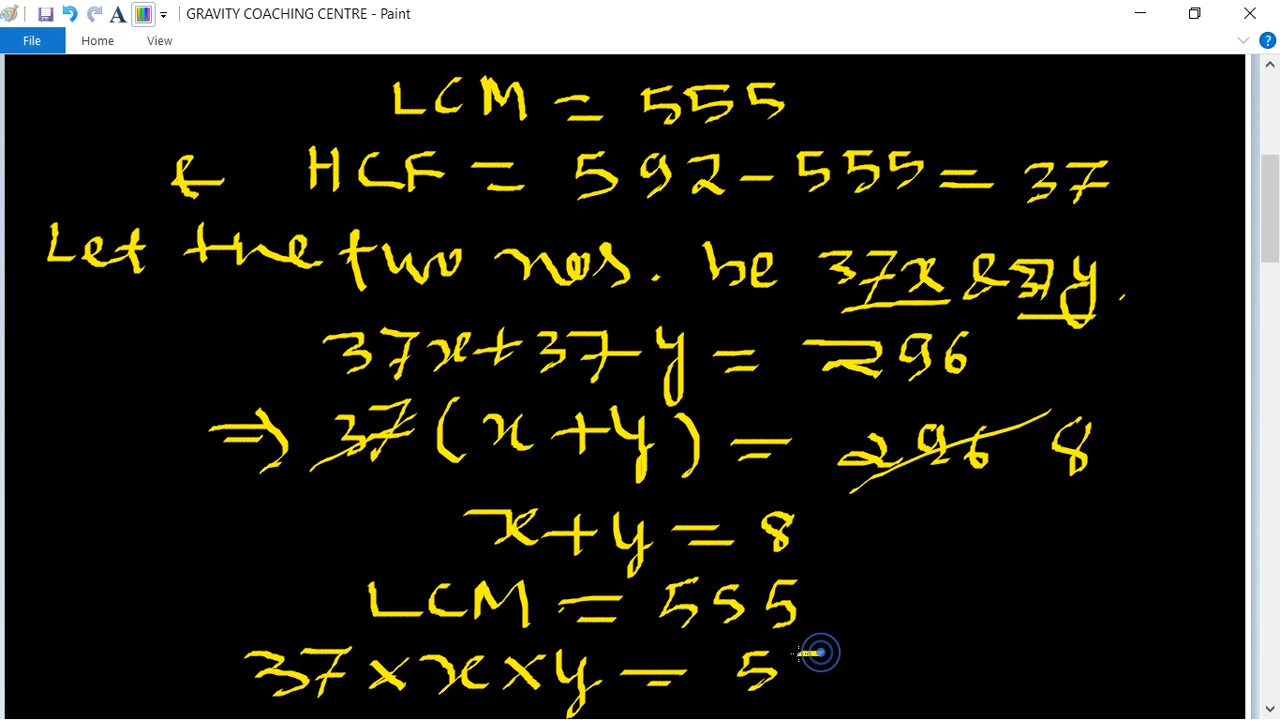 GRAVITY COACHING CENTRE - Paint
File Home View
LCM = 555
& HCF = 592 - 555 = 37
Let the two nos. be 37x & 37y.
37x + 37y = 296
⇒ 37(x + y) = 296 8
x + y = 8
LCM = 555
37 × x × y = 5